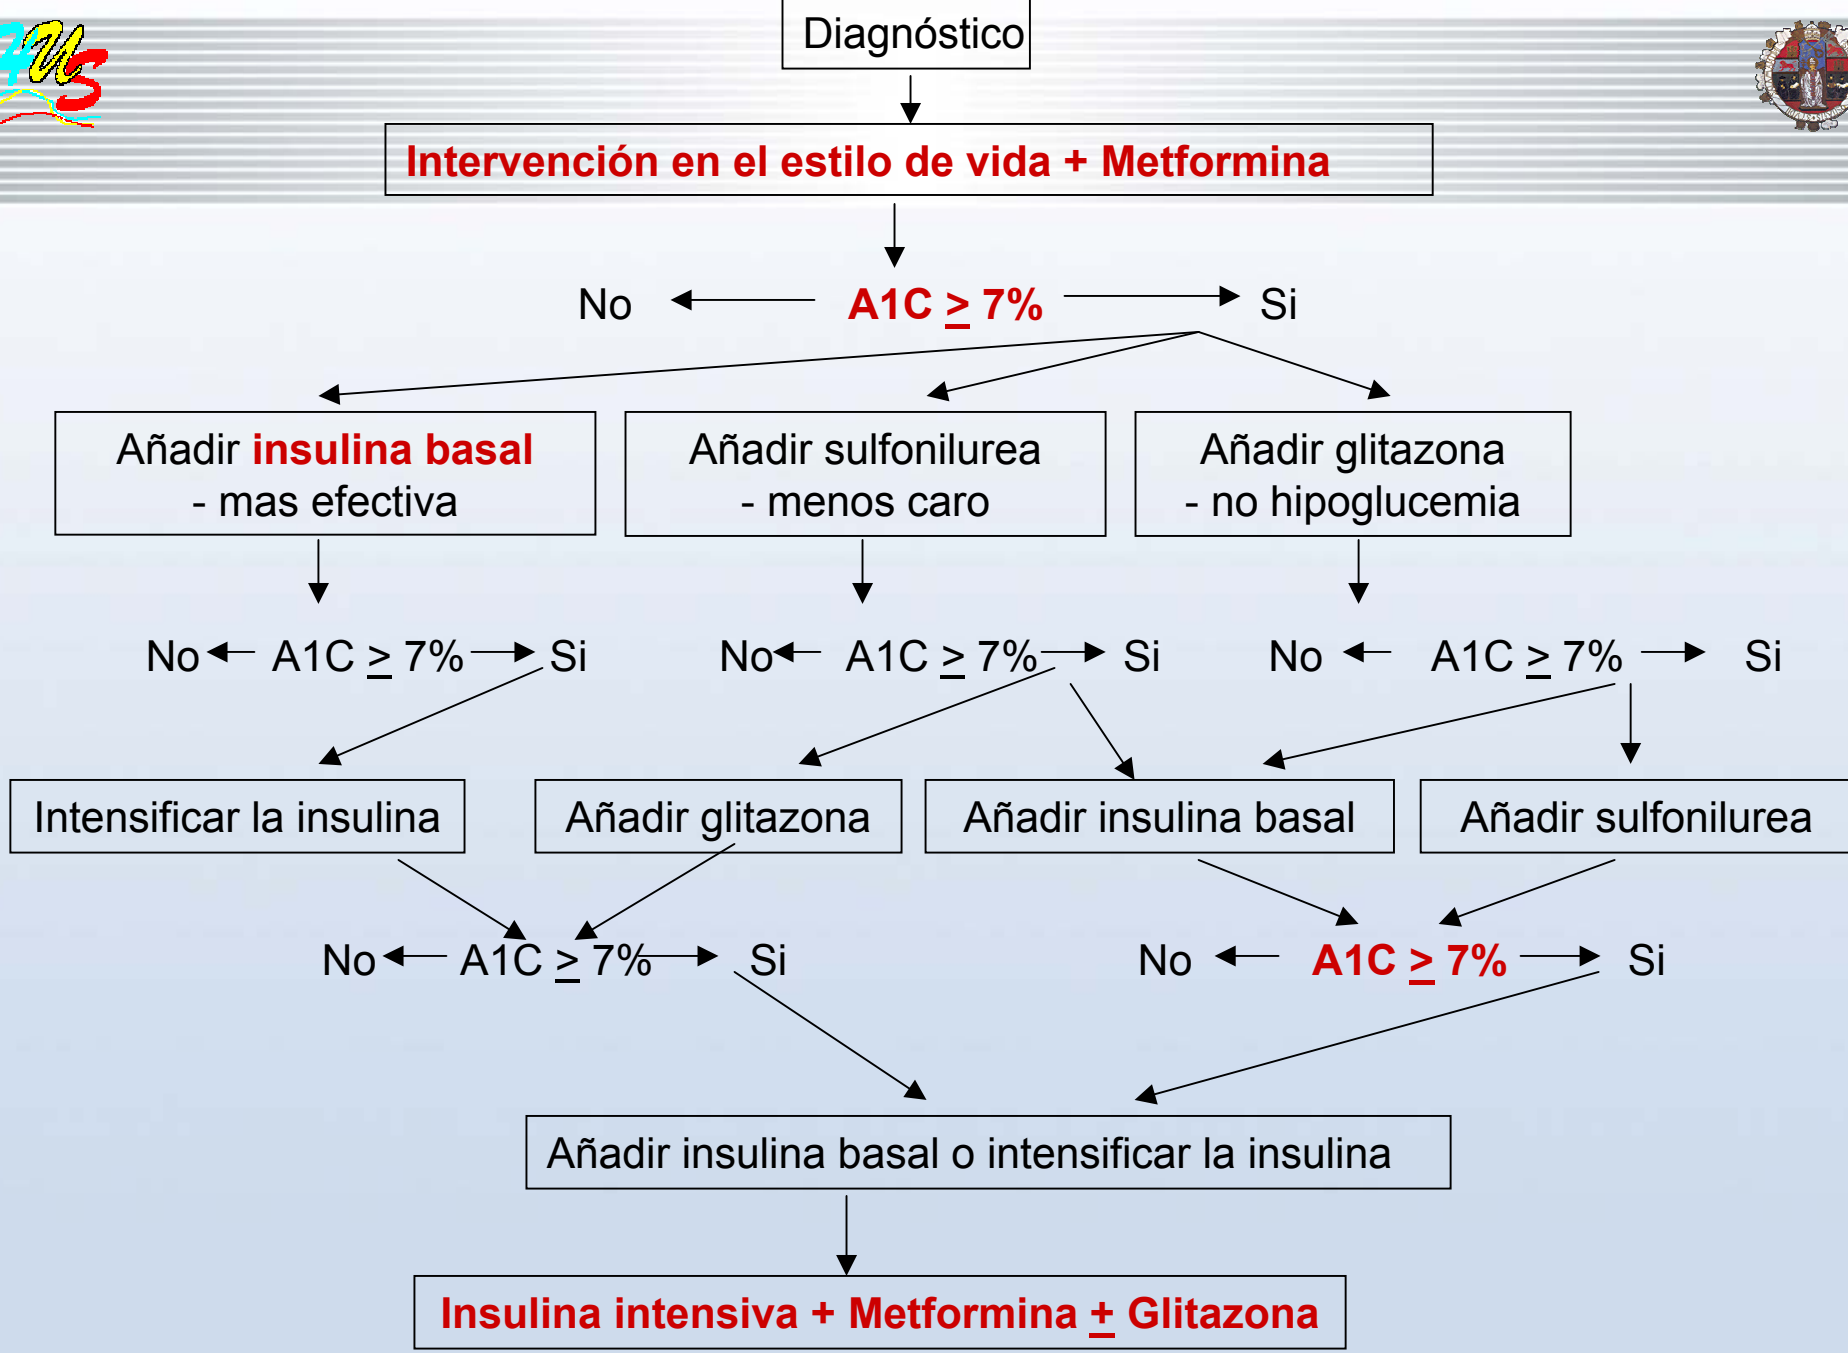 HUS
Diagnóstico
Intervención en el estilo de vida + Metformina
No A1C ≥ 7% Si
Añadir insulina basal
- mas efectiva
Añadir sulfonilurea
- menos caro
Añadir glitazona
- no hipoglucemia
No A1C ≥ 7% Si
No A1C ≥ 7% Si
No A1C ≥ 7% Si
Intensificar la insulina
Añadir glitazona
Añadir insulina basal
Añadir sulfonilurea
No A1C ≥ 7% Si
No A1C ≥ 7% Si
Añadir insulina basal o intensificar la insulina
Insulina intensiva + Metformina ± Glitazona